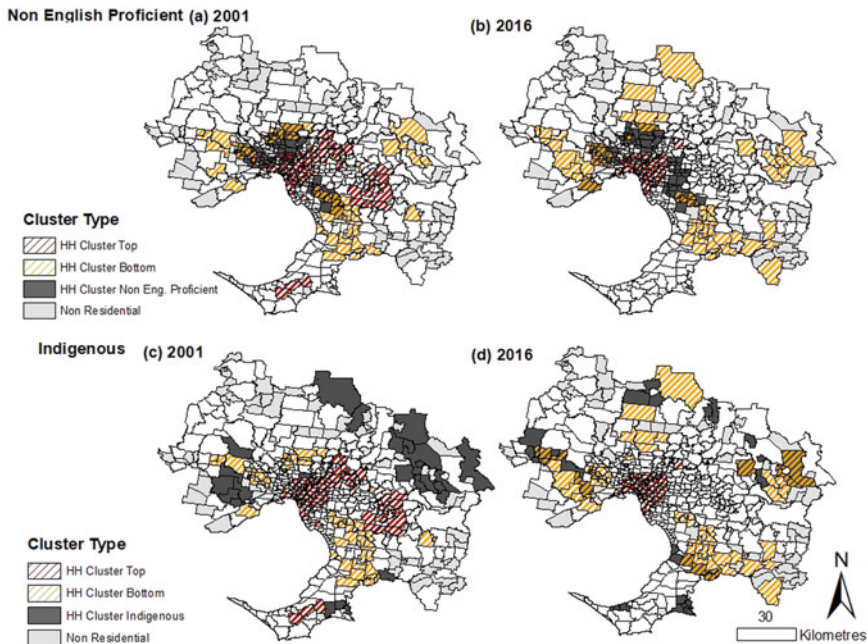 Non English Proficient (a) 2001
(b) 2016
Cluster Type
HH Cluster Top
HH Cluster Bottom
HH Cluster Non Eng. Proficient
Non Residential
Indigenous (c) 2001
(d) 2016
Cluster Type
HH Cluster Top
HH Cluster Bottom
HH Cluster Indigenous
Non Residential
N
30
Kilometres